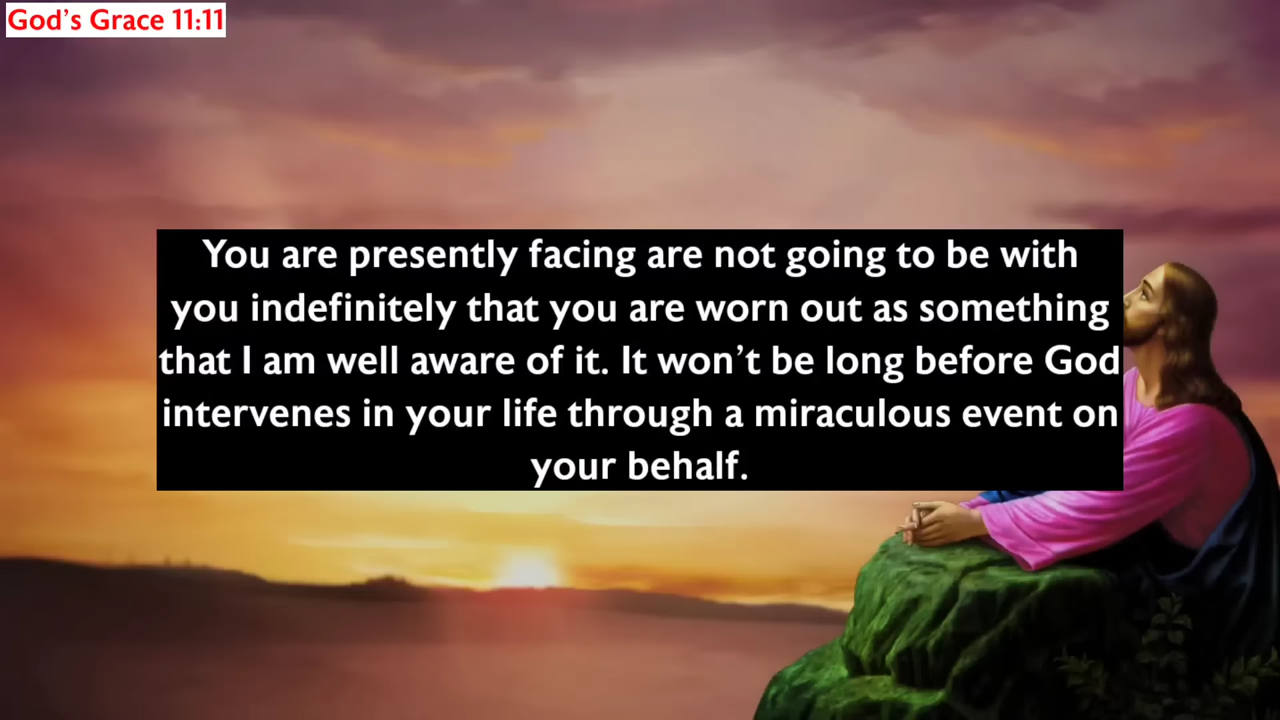 God’s Grace 11:11
You are presently facing are not going to be with
you indefinitely that you are worn out as something
that I am well aware of it. It won’t be long before God
intervenes in your life through a miraculous event on
your behalf.